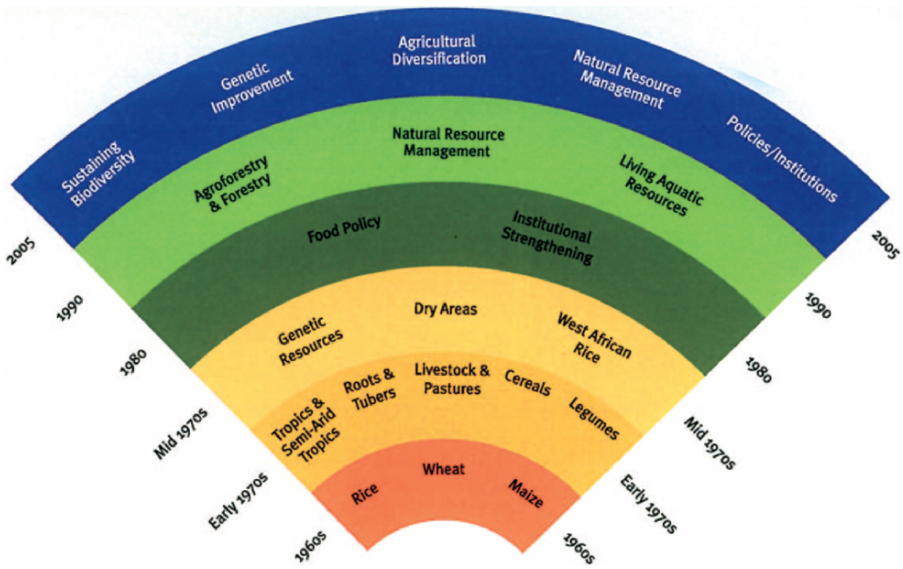 Sustaining
Biodiversity
Genetic
Improvement
Agricultural
Diversification
Natural Resource
Management
Policies/Institutions
Agroforestry
& Forestry
Natural Resource
Management
Living Aquatic
Resources
Food Policy
Institutional
Strengthening
Genetic
Resources
Dry Areas
West African
Rice
Tropics &
Semi-Arid
Tropics
Roots &
Tubers
Livestock &
Pastures
Cereals
Legumes
Rice
Wheat
Maize
2005
1990
1980
Mid 1970s
Early 1970s
1960s
2005
1990
1980
Mid 1970s
Early 1970s
1960s